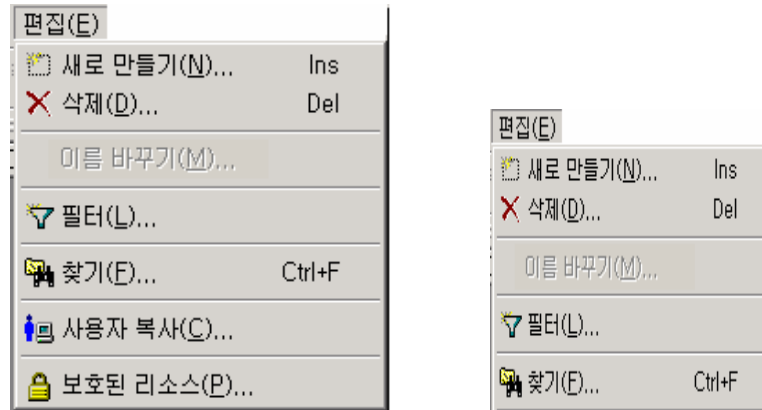 편집(E)
새로 만들기(N)... Ins
삭제(D)... Del
이름 바꾸기(M)...
필터(L)...
찾기(F)... Ctrl+F
사용자 복사(C)...
보호된 리소스(P)...
편집(E)
새로 만들기(N)... Ins
삭제(D)... Del
이름 바꾸기(M)...
필터(L)...
찾기(F)... Ctrl+F